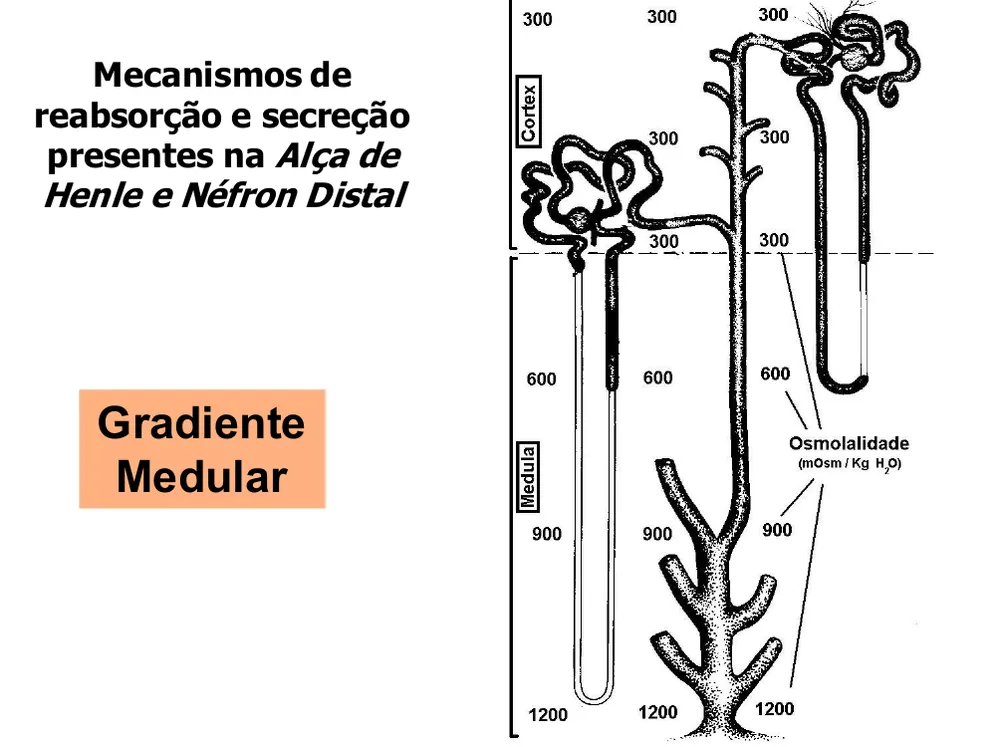 Mecanismos de
reabsorção e secreção
presentes na Alça de
Henle e Néfron Distal
Gradiente
Medular
300 300 300
Cortex
300 300
300 300
600 600 600
Osmolalidade
(mOsm / Kg H2O)
Medula
900 900 900
1200 1200 1200